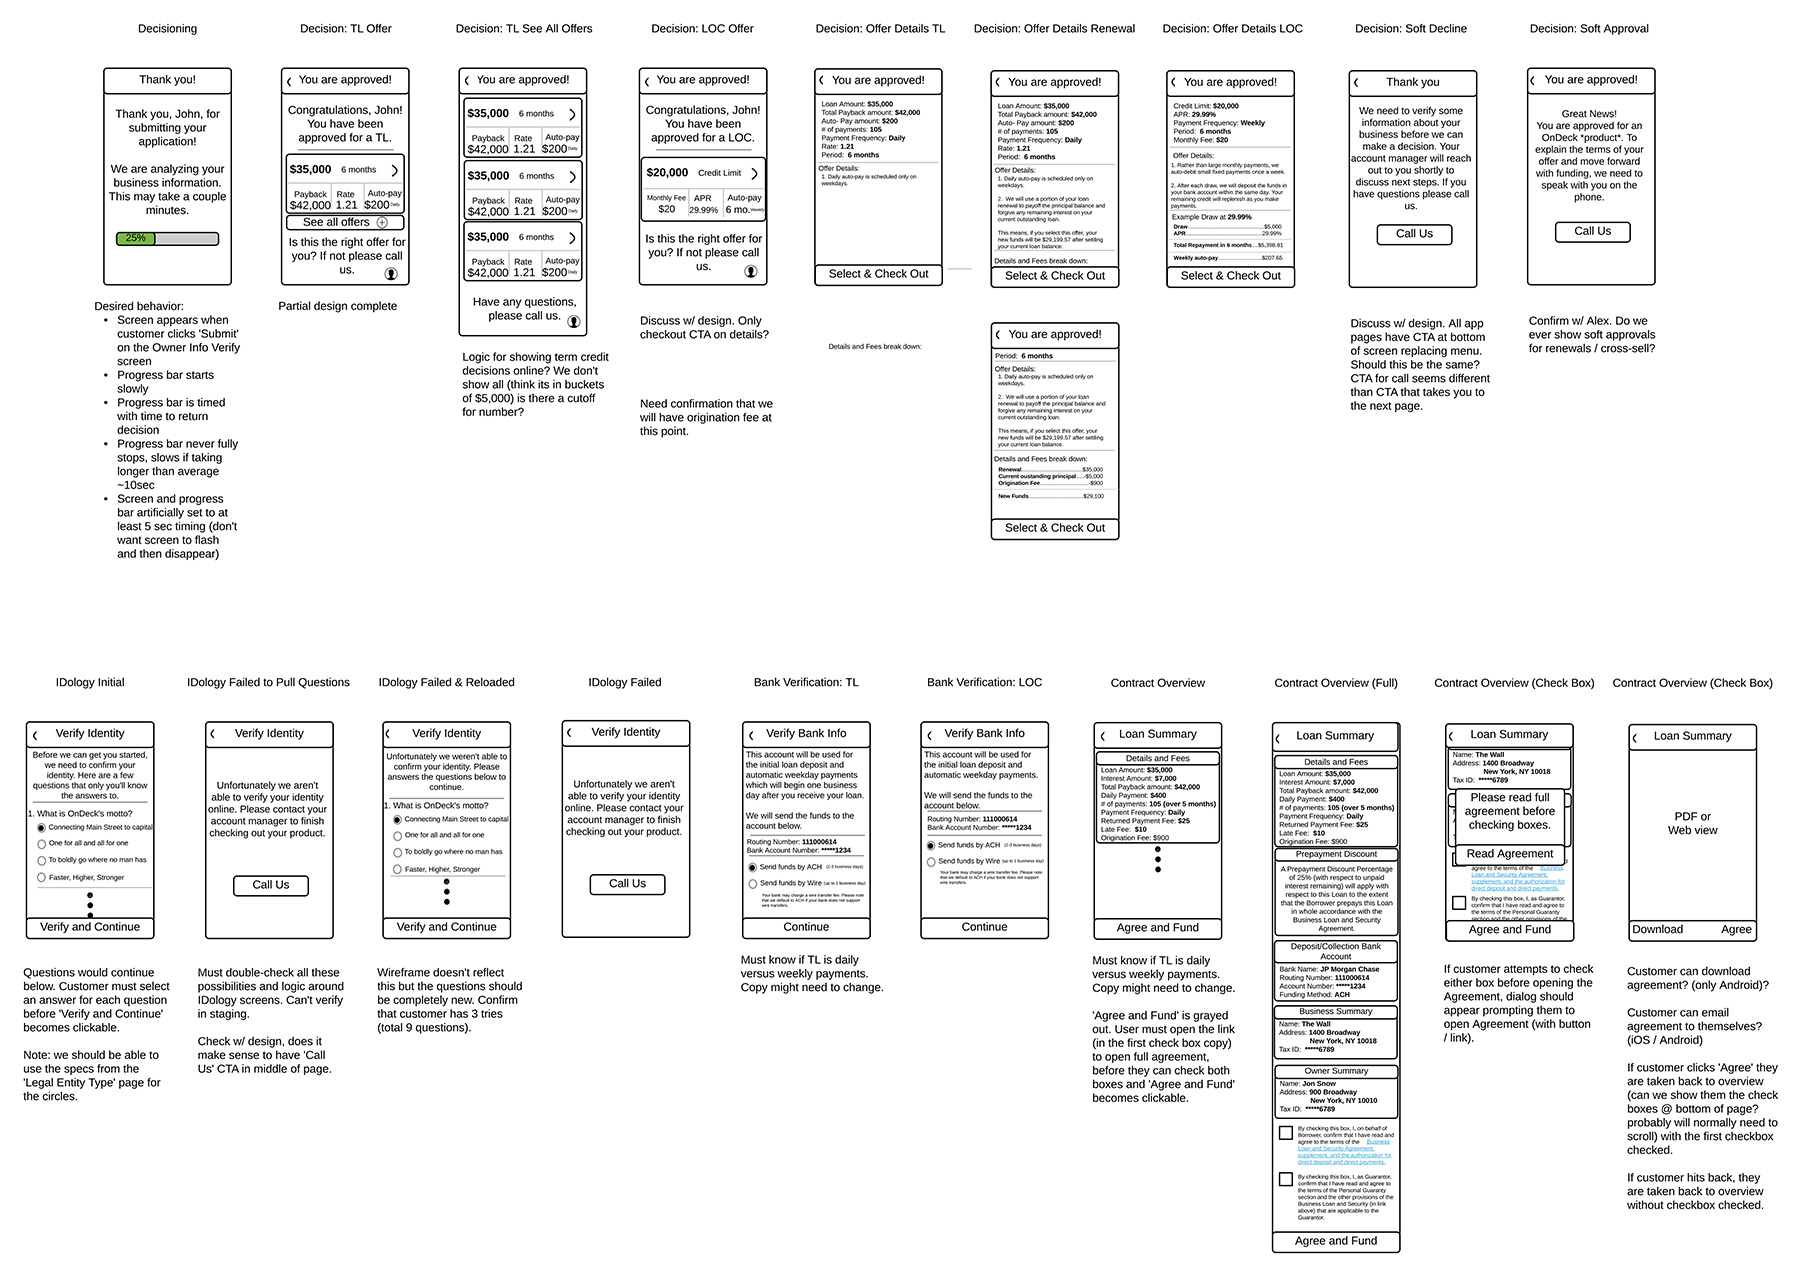 Decisioning
Thank you!
Thank you, John, for
submitting your
application!
We are analyzing your
business information.
This may take a couple
minutes.
25%
Desired behavior:
• Screen appears when
customer clicks 'Submit'
on the Owner Info Verify
screen
• Progress bar starts
slowly
• Progress bar is timed
with time to return
decision
• Progress bar never fully
stops, slows if taking
longer than average
~10sec
• Screen and progress
bar artificially set to at
least 5 sec timing (don't
want screen to flash
and then disappear)
Decision: TL Offer
You are approved!
Congratulations, John!
You have been
approved for a TL.
$35,000 6 months
Payback Rate Auto-pay
$42,000 1.21 $200 Daily
See all offers
Is this the right offer for
you? If not please call
us.
Partial design complete
Decision: TL See All Offers
You are approved!
$35,000 6 months
Payback Rate Auto-pay
$42,000 1.21 $200 Daily
$35,000 6 months
Payback Rate Auto-pay
$42,000 1.21 $200 Daily
$35,000 6 months
Payback Rate Auto-pay
$42,000 1.21 $200 Daily
Have any questions,
please call us.
Logic for showing term credit
decisions online? We don't
show all (think its in buckets
of $5,000) is there a cutoff
for number?
Decision: LOC Offer
You are approved!
Congratulations, John!
You have been
approved for a LOC.
$20,000 Credit Limit
Monthly Fee APR Auto-pay
$20 29.99% 6 mo. Weekly
Is this the right offer for
you? If not please call
us.
Discuss w/ design. Only
checkout CTA on details?
Need confirmation that we
will have origination fee at
this point.
Decision: Offer Details TL
You are approved!
Loan Amount: $35,000
Total Payback amount: $42,000
Auto- Pay amount: $200
# of payments: 105
Payment Frequency: Daily
Rate: 1.21
Period: 6 months
Offer Details:
1. Daily auto-pay is scheduled only on
weekdays.
Select & Check Out
Details and Fees break down:
Decision: Offer Details Renewal
You are approved!
Loan Amount: $35,000
Total Payback amount: $42,000
Auto- Pay amount: $200
# of payments: 105
Payment Frequency: Daily
Rate: 1.21
Period: 6 months
Offer Details:
1. Daily auto-pay is scheduled only on
weekdays.
2. We will use a portion of your loan
renewal to payoff the principal balance and
forgive any remaining interest on your
current outstanding loan.
This means, if you select this offer, your
new funds will be $29,199.57 after settling
your current loan balance.
Details and Fees break down:
Select & Check Out
You are approved!
Period: 6 months
Offer Details:
1. Daily auto-pay is scheduled only on
weekdays.
2. We will use a portion of your loan
renewal to payoff the principal balance and
forgive any remaining interest on your
current outstanding loan.
This means, if you select this offer, your
new funds will be $29,199.57 after settling
your current loan balance.
Details and Fees break down:
Renewal...$35,000
Current oustanding principal...-$5,000
Origination Fee...-$900
New Funds...$29,100
Select & Check Out
Decision: Offer Details LOC
You are approved!
Credit Limit: $20,000
APR: 29.99%
Payment Frequency: Weekly
Period: 6 months
Monthly Fee: $20
Offer Details:
1. Rather than large monthly payments, we
auto-debit small fixed payments once a week.
2. After each draw, we will deposit the funds in
your bank account within the same day. Your
remaining credit will replenish as you make
payments.
Example Draw at 29.99%
Draw...$5,000
APR...29.99%
Total Repayment in 6 months...$5,398.81
Weekly auto-pay...$207.65
Select & Check Out
Decision: Soft Decline
Thank you
We need to verify some
information about your
business before we can
make a decision. Your
account manager will reach
out to you shortly to
discuss next steps. If you
have questions please call
us.
Call Us
Discuss w/ design. All app
pages have CTA at bottom
of screen replacing menu.
Should this be the same?
CTA for call seems different
than CTA that takes you to
the next page.
Decision: Soft Approval
You are approved!
Great News!
You are approved for an
OnDeck *product*. To
explain the terms of your
offer and move forward
with funding, we need to
speak with you on the
phone.
Call Us
Confirm w/ Alex. Do we
ever show soft approvals
for renewals / cross-sell?
IDology Initial
Verify Identity
Before we can get you started,
we need to confirm your
identity. Here are a few
questions that only you'll know
the answers to.
1. What is OnDeck's motto?
Connecting Main Street to capital
One for all and all for one
To boldly go where no man has
Faster, Higher, Stronger
Verify and Continue
Questions would continue
below. Customer must select
an answer for each question
before 'Verify and Continue'
becomes clickable.
Note: we should be able to
use the specs from the
'Legal Entity Type' page for
the circles.
IDology Failed to Pull Questions
Verify Identity
Unfortunately we aren't
able to verify your identity
online. Please contact your
account manager to finish
checking out your product.
Call Us
Must double-check all these
possibilities and logic around
IDology screens. Can't verify
in staging.
Check w/ design, does it
make sense to have 'Call
Us' CTA in middle of page.
IDology Failed & Reloaded
Verify Identity
Unfortunately we weren't able to
confirm your identity. Please
answer the questions below to
continue.
1. What is OnDeck's motto?
Connecting Main Street to capital
One for all and all for one
To boldly go where no man has
Faster, Higher, Stronger
Verify and Continue
Wireframe doesn't reflect
this but the questions should
be completely new. Confirm
that customer has 3 tries
(total 9 questions).
IDology Failed
Verify Identity
Unfortunately we aren't
able to verify your identity
online. Please contact your
account manager to finish
checking out your product.
Call Us
Bank Verification: TL
Verify Bank Info
This account will be used for
the initial loan deposit and
automatic weekday payments
which will begin one business
day after you receive your loan.
We will send the funds to the
account below.
Routing Number: 111000614
Bank Account Number: *****1234
Send funds by ACH (2-3 business days)
Send funds by Wire (up to 1 business day)
Your bank may charge a wire transfer fee. Please note
that we default to ACH if your bank does not support
wire transfers.
Continue
Must know if TL is daily
versus weekly payments.
Copy might need to change.
Bank Verification: LOC
Verify Bank Info
This account will be used for
the initial loan deposit and
automatic weekday payments.
We will send the funds to the
account below.
Routing Number: 111000614
Bank Account Number: *****1234
Send funds by ACH (2-3 business days)
Send funds by Wire (up to 1 business day)
Your bank may charge a wire transfer fee. Please note
that we default to ACH if your bank does not support
wire transfers.
Continue
Contract Overview
Loan Summary
Details and Fees
Loan Amount: $35,000
Interest Amount: $7,000
Total Payback amount: $42,000
Daily Payment: $400
# of payments: 105 (over 5 months)
Payment Frequency: Daily
Returned Payment Fee: $25
Late Fee: $10
Origination Fee: $900
Agree and Fund
Must know if TL is daily
versus weekly payments.
Copy might need to change.
'Agree and Fund' is grayed
out. User must open the link
(in the first check box copy)
to open full agreement,
before they can check both
boxes and 'Agree and Fund'
becomes clickable.
Contract Overview (Full)
Loan Summary
Details and Fees
Loan Amount: $35,000
Interest Amount: $7,000
Total Payback amount: $42,000
Daily Payment: $400
# of payments: 105 (over 5 months)
Payment Frequency: Daily
Returned Payment Fee: $25
Late Fee: $10
Origination Fee: $900
Prepayment Discount
A Prepayment Discount Percentage
of 25% (with respect to unpaid
interest remaining) will apply with
respect to this Loan to the extent
that the Borrower prepays this Loan
in whole accordance with the
Business Loan and Security
Agreement.
Deposit/Collection Bank
Account
Bank Name: JP Morgan Chase
Routing Number: 111000614
Account Number: *****1234
Funding Method: ACH
Business Summary
Name: The Wall
Address: 1400 Broadway
New York, NY 10018
Tax ID: *****6789
Owner Summary
Name: Jon Snow
Address: 900 Broadway
New York, NY 10010
Tax ID: *****6789
By checking this box, I, on behalf of
Borrower, confirm that I have read and
agree to the terms of the Business
Loan and Security Agreement,
supplement, and the authorization for
direct deposit and direct payments.
By checking this box, I, as Guarantor,
confirm that I have read and agree to
the terms of the Personal Guaranty
section and the other provisions of the
Business Loan and Security (in link
above) that are applicable to the
Guarantor.
Agree and Fund
Contract Overview (Check Box)
Loan Summary
Name: The Wall
Address: 1400 Broadway
New York, NY 10018
Tax ID: *****6789
Please read full
agreement before
checking boxes.
Read Agreement
agree to the terms of the Business
Loan and Security Agreement,
supplement, and the authorization for
direct deposit and direct payments.
By checking this box, I, as Guarantor,
confirm that I have read and agree to
the terms of the Personal Guaranty
section and the other provisions of the
Agree and Fund
If customer attempts to check
either box before opening the
Agreement, dialog should
appear prompting them to
open Agreement (with button
/ link).
Contract Overview (Check Box)
Loan Summary
PDF or
Web view
Download Agree
Customer can download
agreement? (only Android)?
Customer can email
agreement to themselves?
(iOS / Android)
If customer clicks 'Agree' they
are taken back to overview
(can we show them the check
boxes @ bottom of page?
probably will normally need to
scroll) with the first checkbox
checked.
If customer hits back, they
are taken back to overview
without checkbox checked.